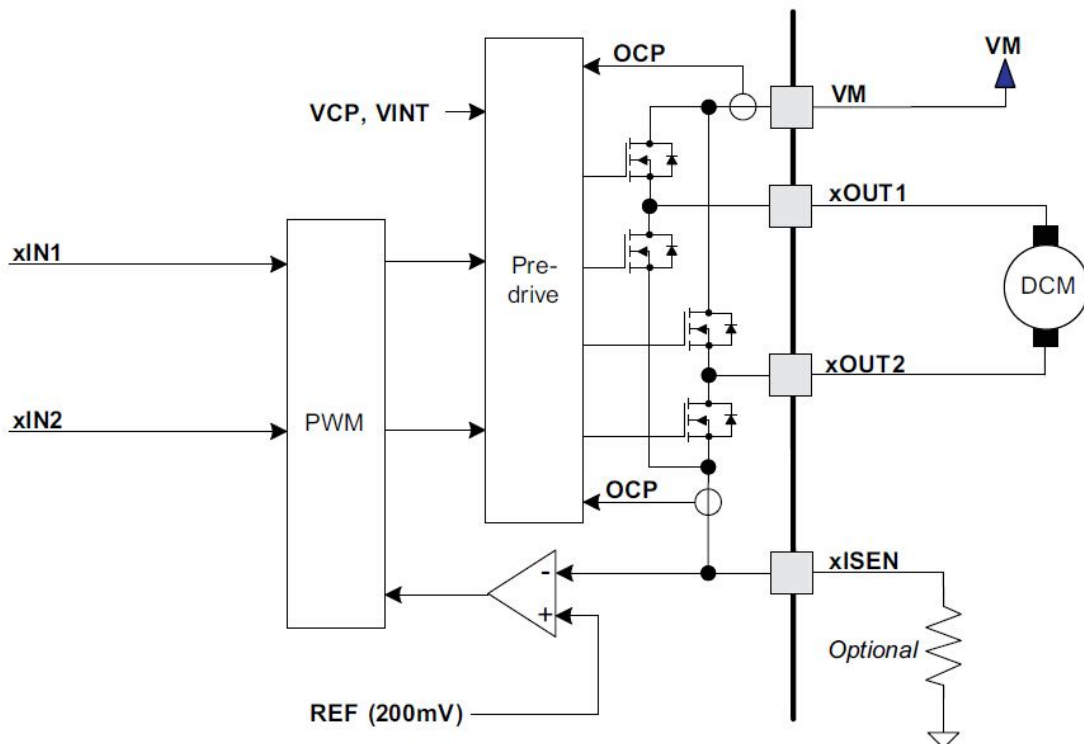 OCP
VM
VM
VCP, VINT
xOUT1
xIN1
Pre-
drive
DCM
xOUT2
xIN2
PWM
OCP
xISEN
-
+
Optional
REF (200mV)